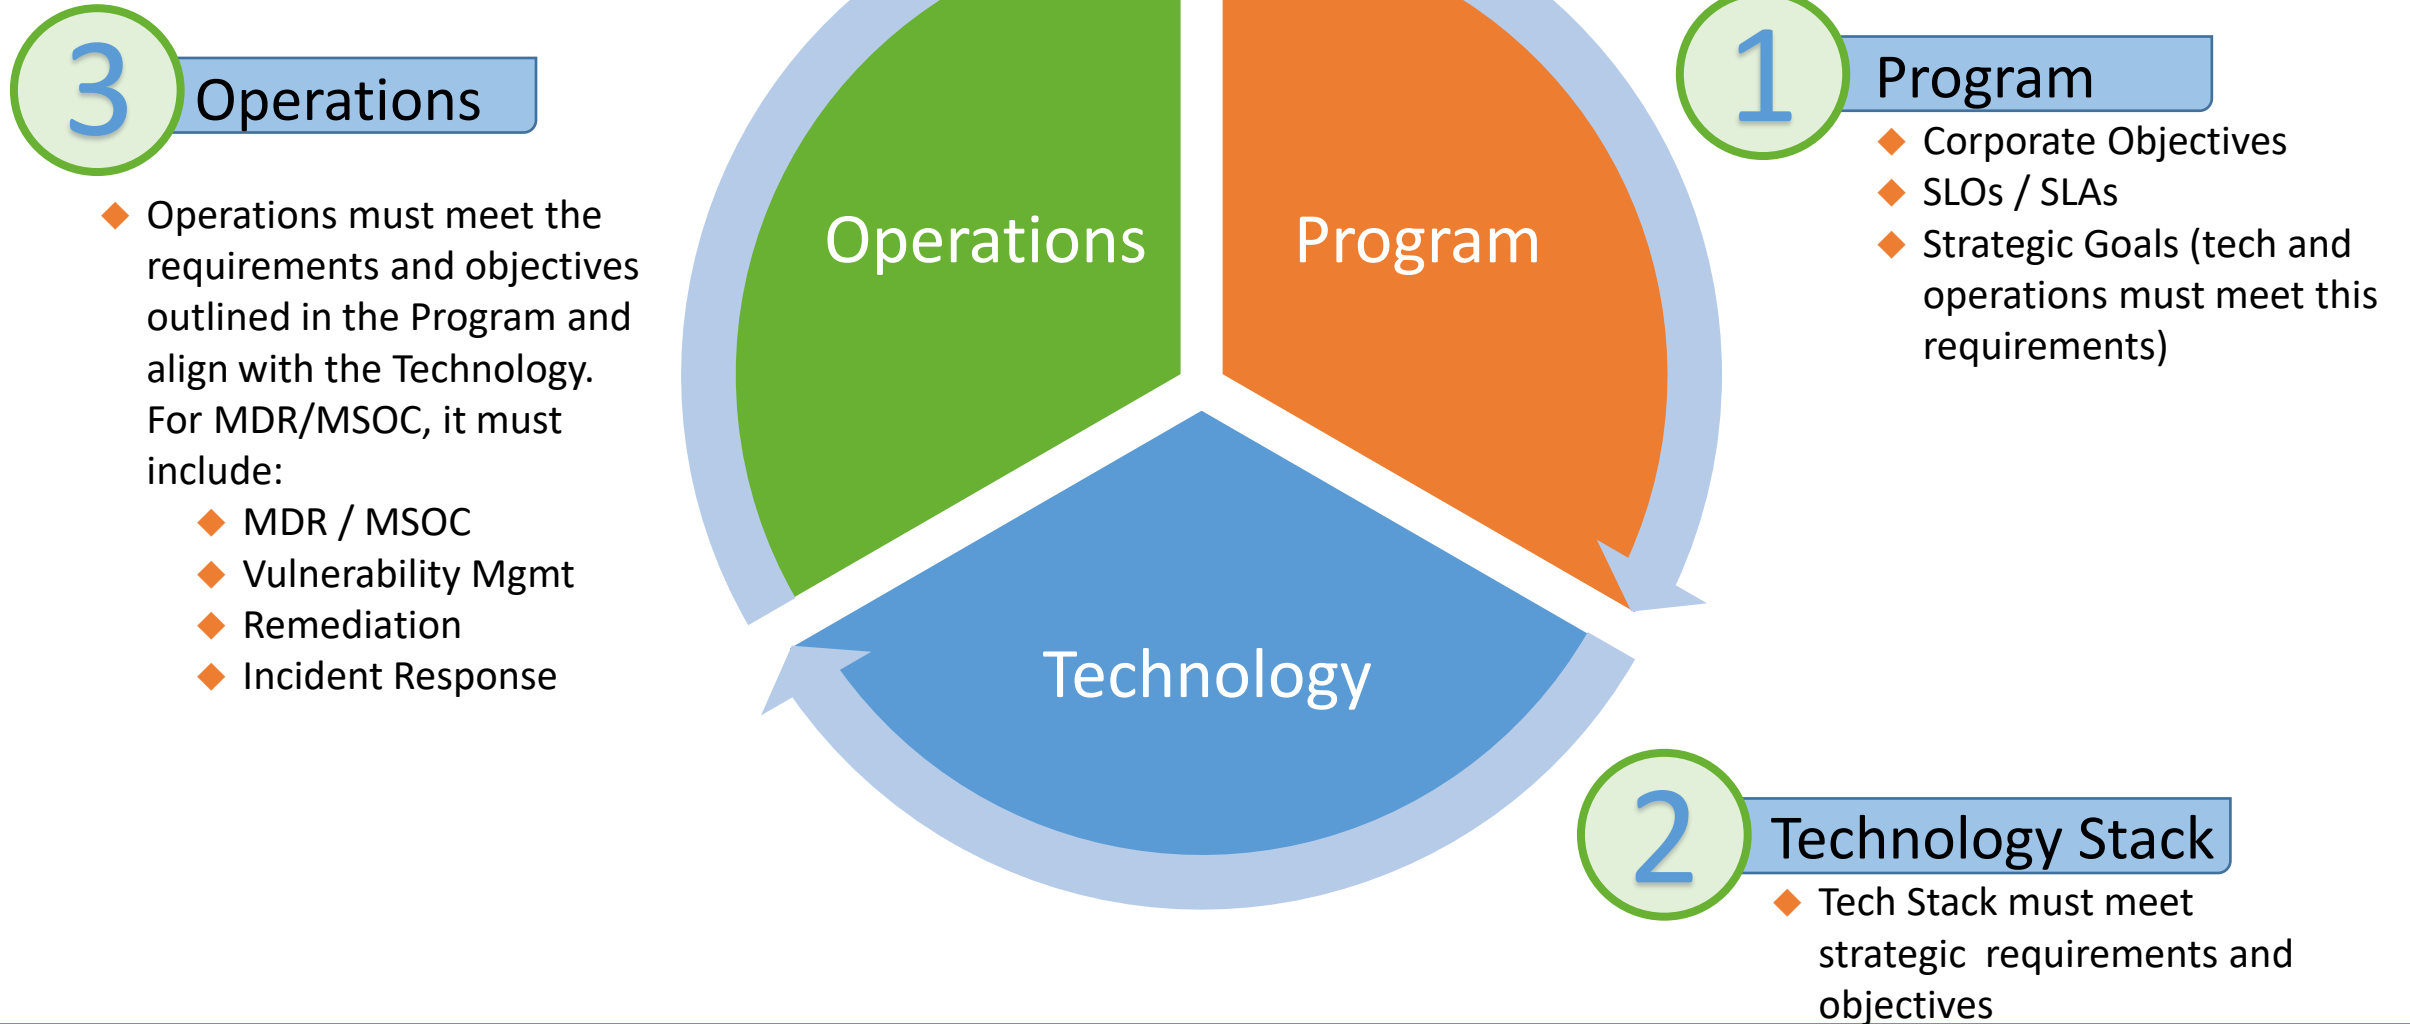 3
Operations
Operations must meet the
requirements and objectives
outlined in the Program and
align with the Technology.
For MDR/MSOC, it must
include:
MDR / MSOC
Vulnerability Mgmt
Remediation
Incident Response
Operations
Program
Technology
1
Program
Corporate Objectives
SLOs / SLAs
Strategic Goals (tech and
operations must meet this
requirements)
2
Technology Stack
Tech Stack must meet
strategic  requirements and
objectives